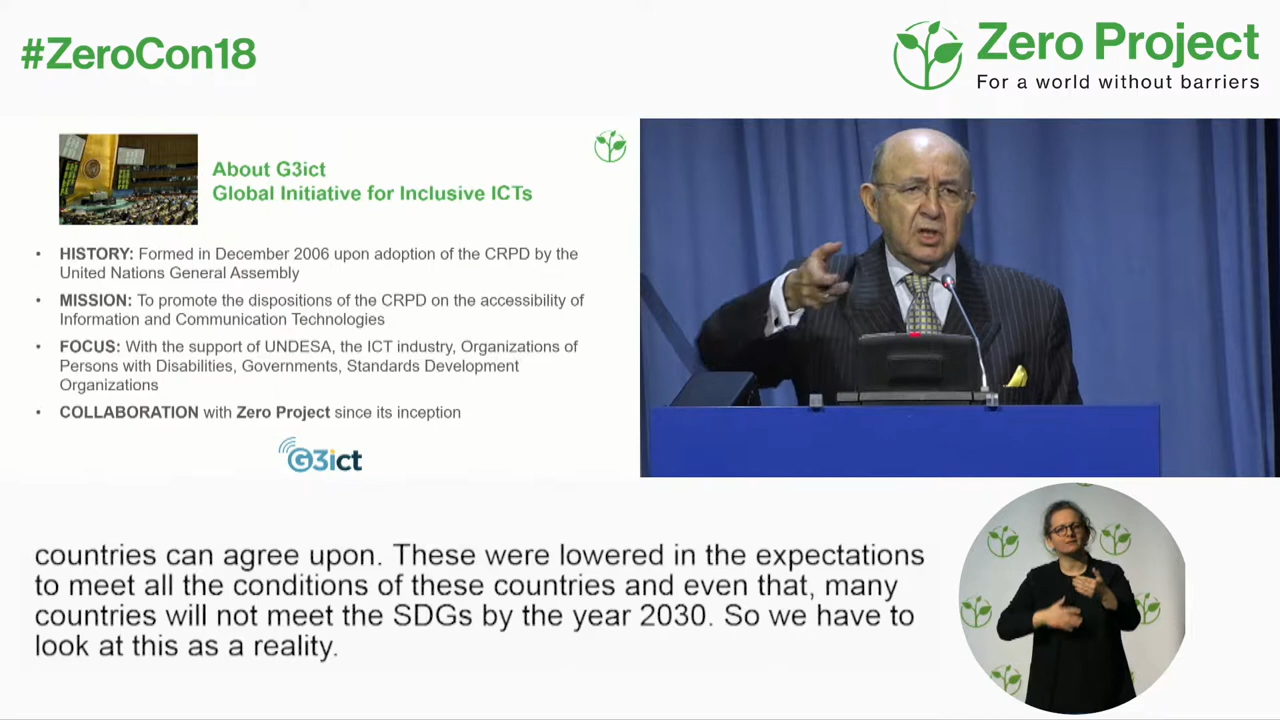 #ZeroCon18
Zero Project
For a world without barriers
About G3ict
Global Initiative for Inclusive ICTs
• HISTORY: Formed in December 2006 upon adoption of the CRPD by the
United Nations General Assembly
• MISSION: To promote the dispositions of the CRPD on the accessibility of
Information and Communication Technologies
• FOCUS: With the support of UNDESA, the ICT industry, Organizations of
Persons with Disabilities, Governments, Standards Development
Organizations
• COLLABORATION with Zero Project since its inception
G3ict
countries can agree upon. These were lowered in the expectations
to meet all the conditions of these countries and even that, many
countries will not meet the SDGs by the year 2030. So we have to
look at this as a reality.